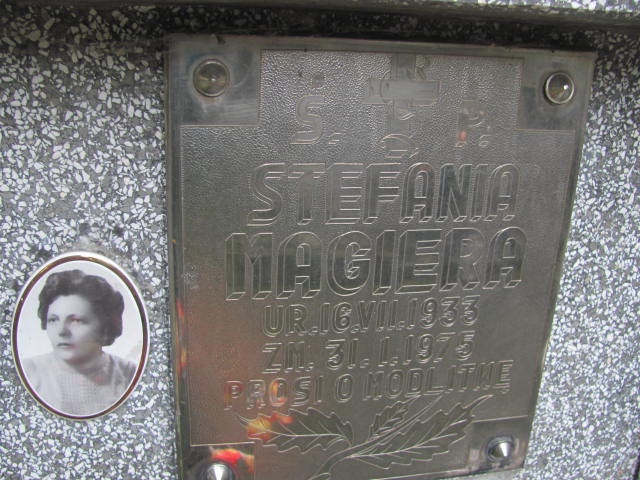 Ś. P.
STEFANIA
MAGIERA
UR. 16.VII.1933
ZM. 31.I.1975
PROSI O MODLITWĘ